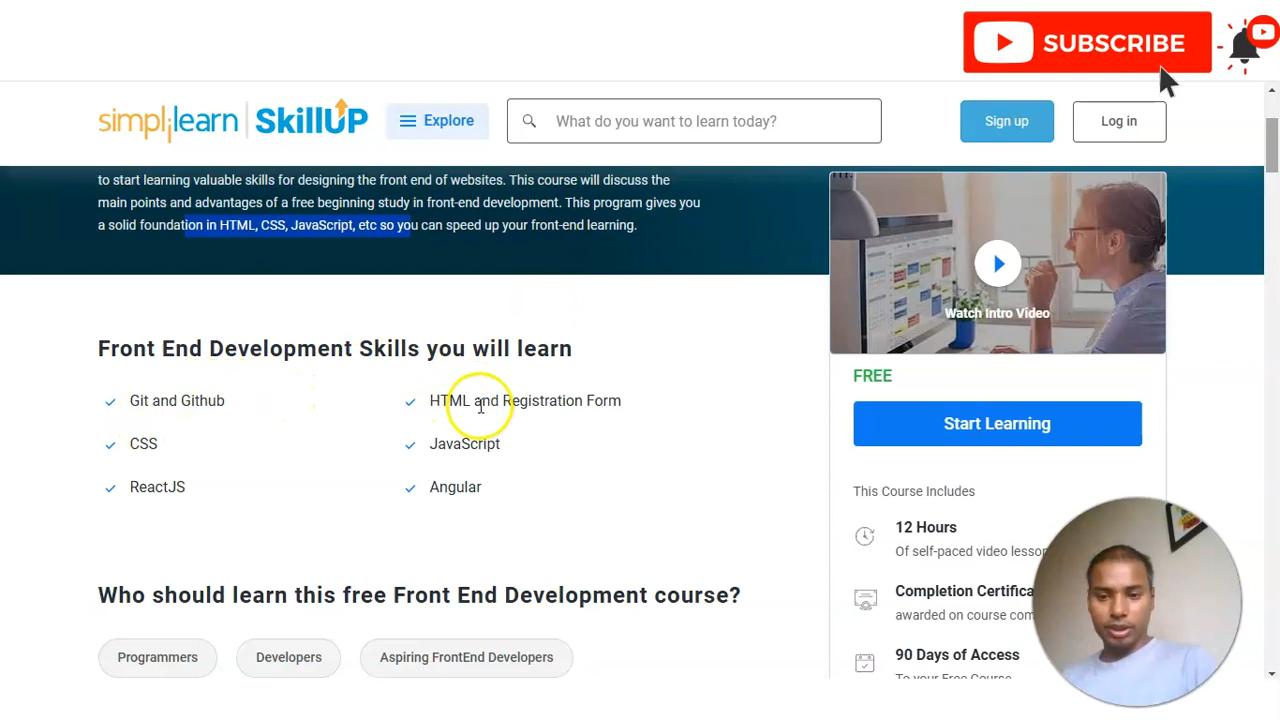 SUBSCRIBE
simplilearn SkillUP
Explore
What do you want to learn today?
Sign up
Log in
to start learning valuable skills for designing the front end of websites. This course will discuss the
main points and advantages of a free beginning study in front-end development. This program gives you
a solid foundation in HTML, CSS, JavaScript, etc so you can speed up your front-end learning.
Watch Intro Video
Front End Development Skills you will learn
Git and Github
HTML and Registration Form
CSS
JavaScript
ReactJS
Angular
FREE
Start Learning
This Course Includes
12 Hours
Of self-paced video lesso
Completion Certifica
awarded on course com
90 Days of Access
To your Free Course
Who should learn this free Front End Development course?
Programmers
Developers
Aspiring FrontEnd Developers